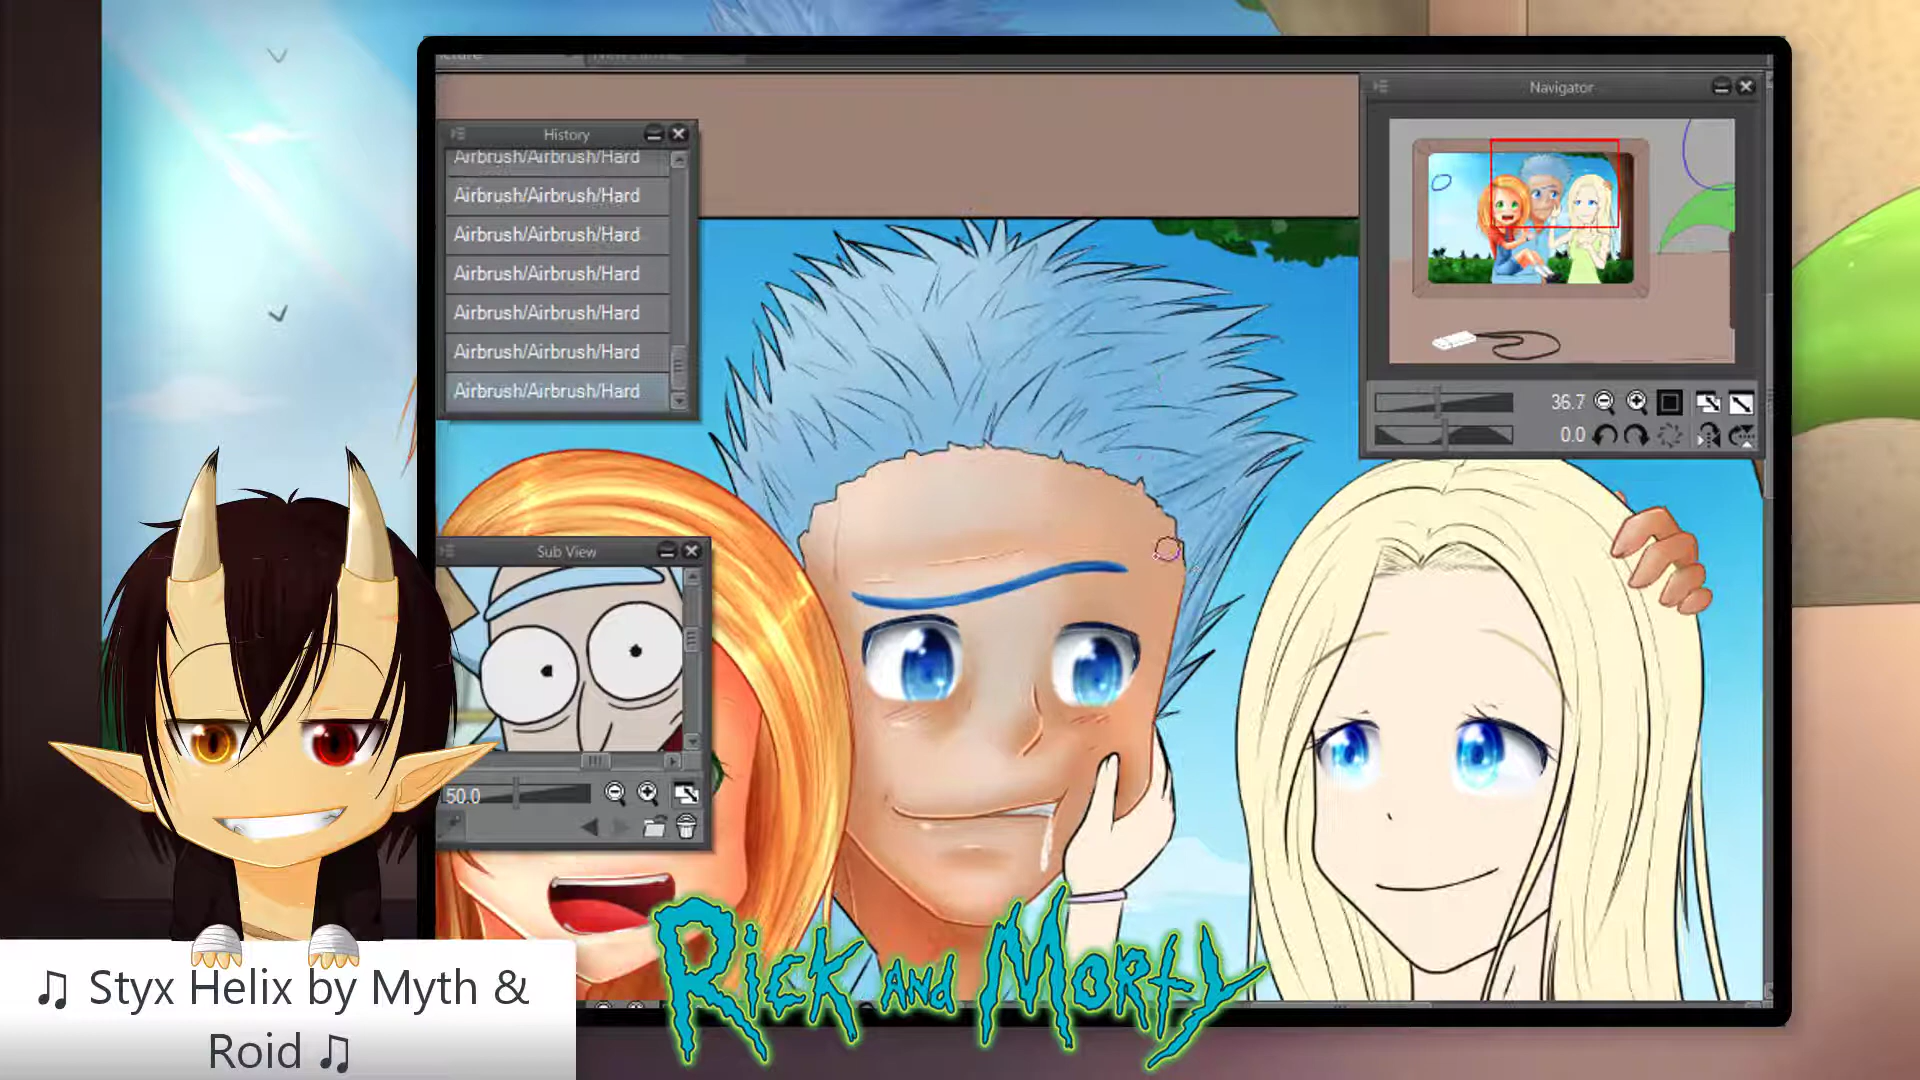 History
Airbrush/Airbrush/Hard
Airbrush/Airbrush/Hard
Airbrush/Airbrush/Hard
Airbrush/Airbrush/Hard
Airbrush/Airbrush/Hard
Airbrush/Airbrush/Hard
Airbrush/Airbrush/Hard
Navigator
36.7
0.0
Sub View
50.0
RICK AND MORTY
♫ Styx Helix by Myth &
Roid ♫